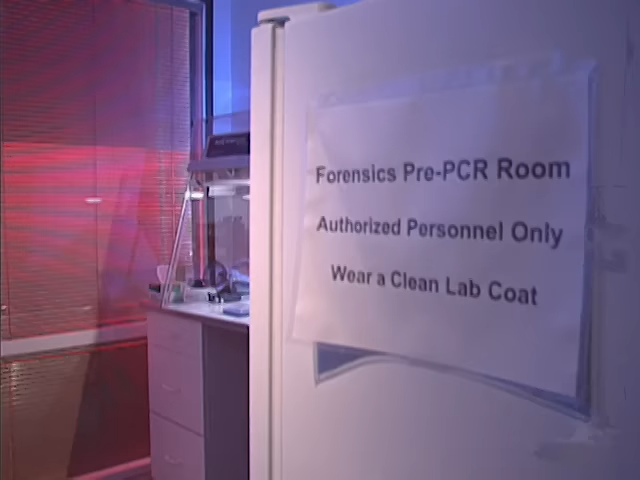 Forensics Pre-PCR Room
Authorized Personnel Only
Wear a Clean Lab Coat